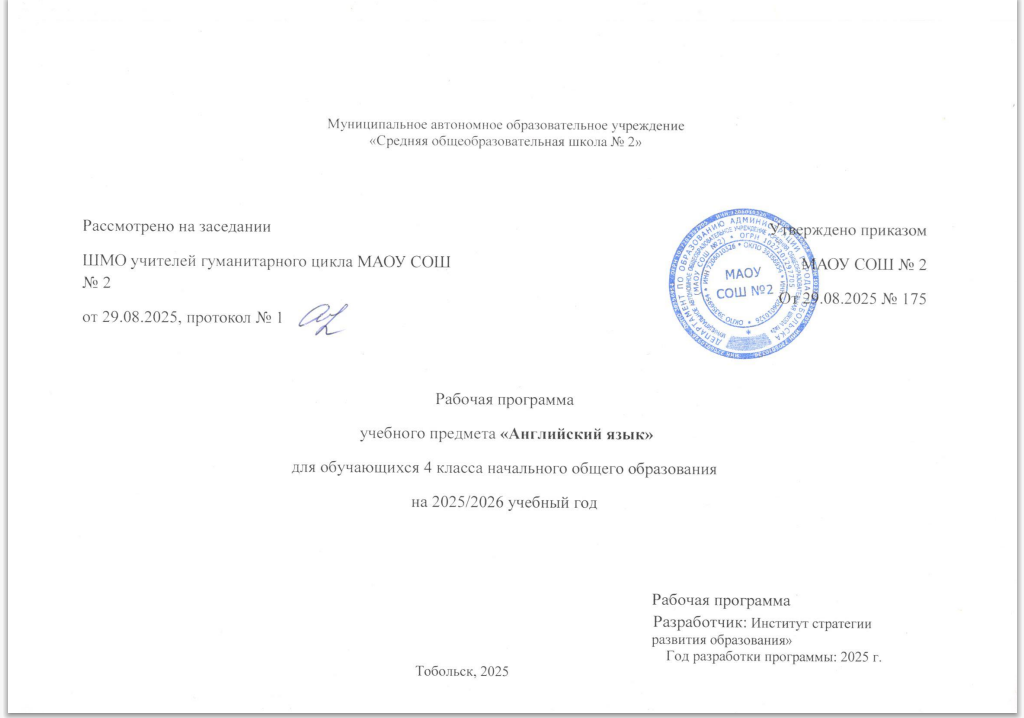 Муниципальное автономное образовательное учреждение
«Средняя общеобразовательная школа № 2»
Рассмотрено на заседании
ШМО учителей гуманитарного цикла МАОУ СОШ
№ 2
от 29.08.2025, протокол № 1
Утверждено приказом
МАОУ СОШ № 2
От 29.08.2025 № 175
МАОУ
СОШ №2
Рабочая программа
учебного предмета «Английский язык»
для обучающихся 4 класса начального общего образования
на 2025/2026 учебный год
Рабочая программа
Разработчик: Институт стратегии
развития образования»
Год разработки программы: 2025 г.
Тобольск, 2025